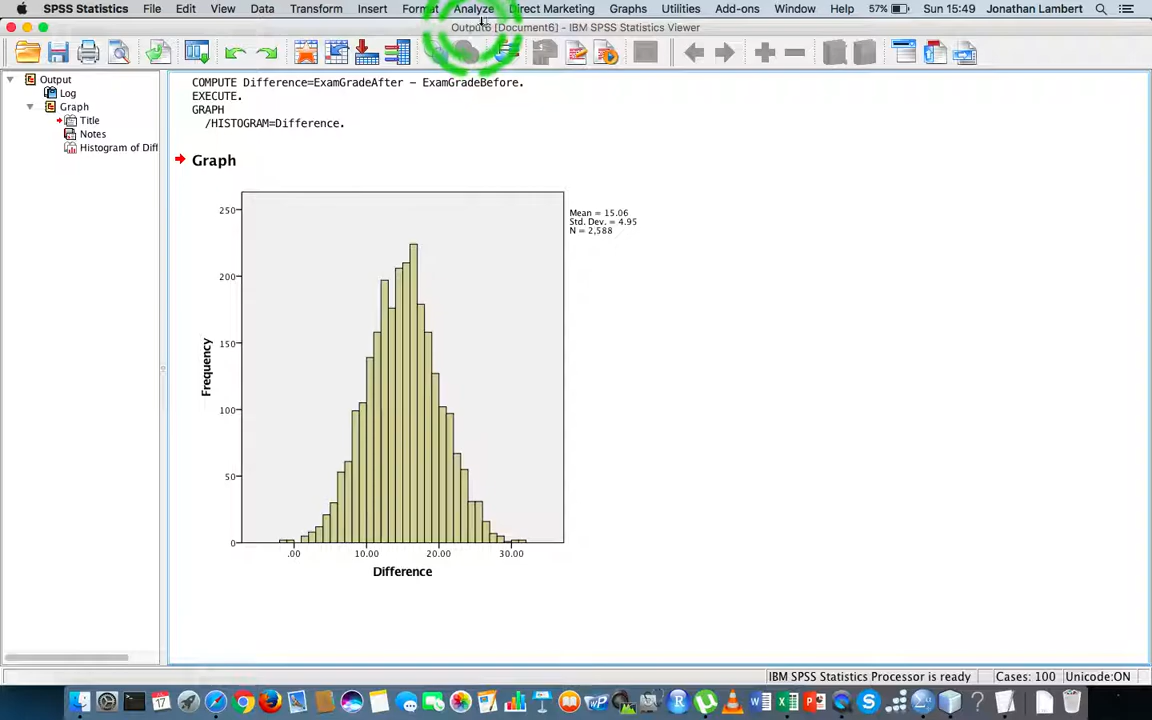 SPSS Statistics File Edit View Data Transform Insert Format Analyze Direct Marketing Graphs Utilities Add-ons Window Help 57% Sun 15:49 Jonathan Lambert
Output6 [Document6] - IBM SPSS Statistics Viewer
Output
Log
Graph
Title
Notes
Histogram of Diff
COMPUTE Difference=ExamGradeAfter - ExamGradeBefore.
EXECUTE.
GRAPH
/HISTOGRAM=Difference.
Graph
250
200
150
100
50
0
Frequency
.00 10.00 20.00 30.00
Difference
Mean = 15.06
Std. Dev. = 4.95
N = 2,588
IBM SPSS Statistics Processor is ready Cases: 100 Unicode:ON